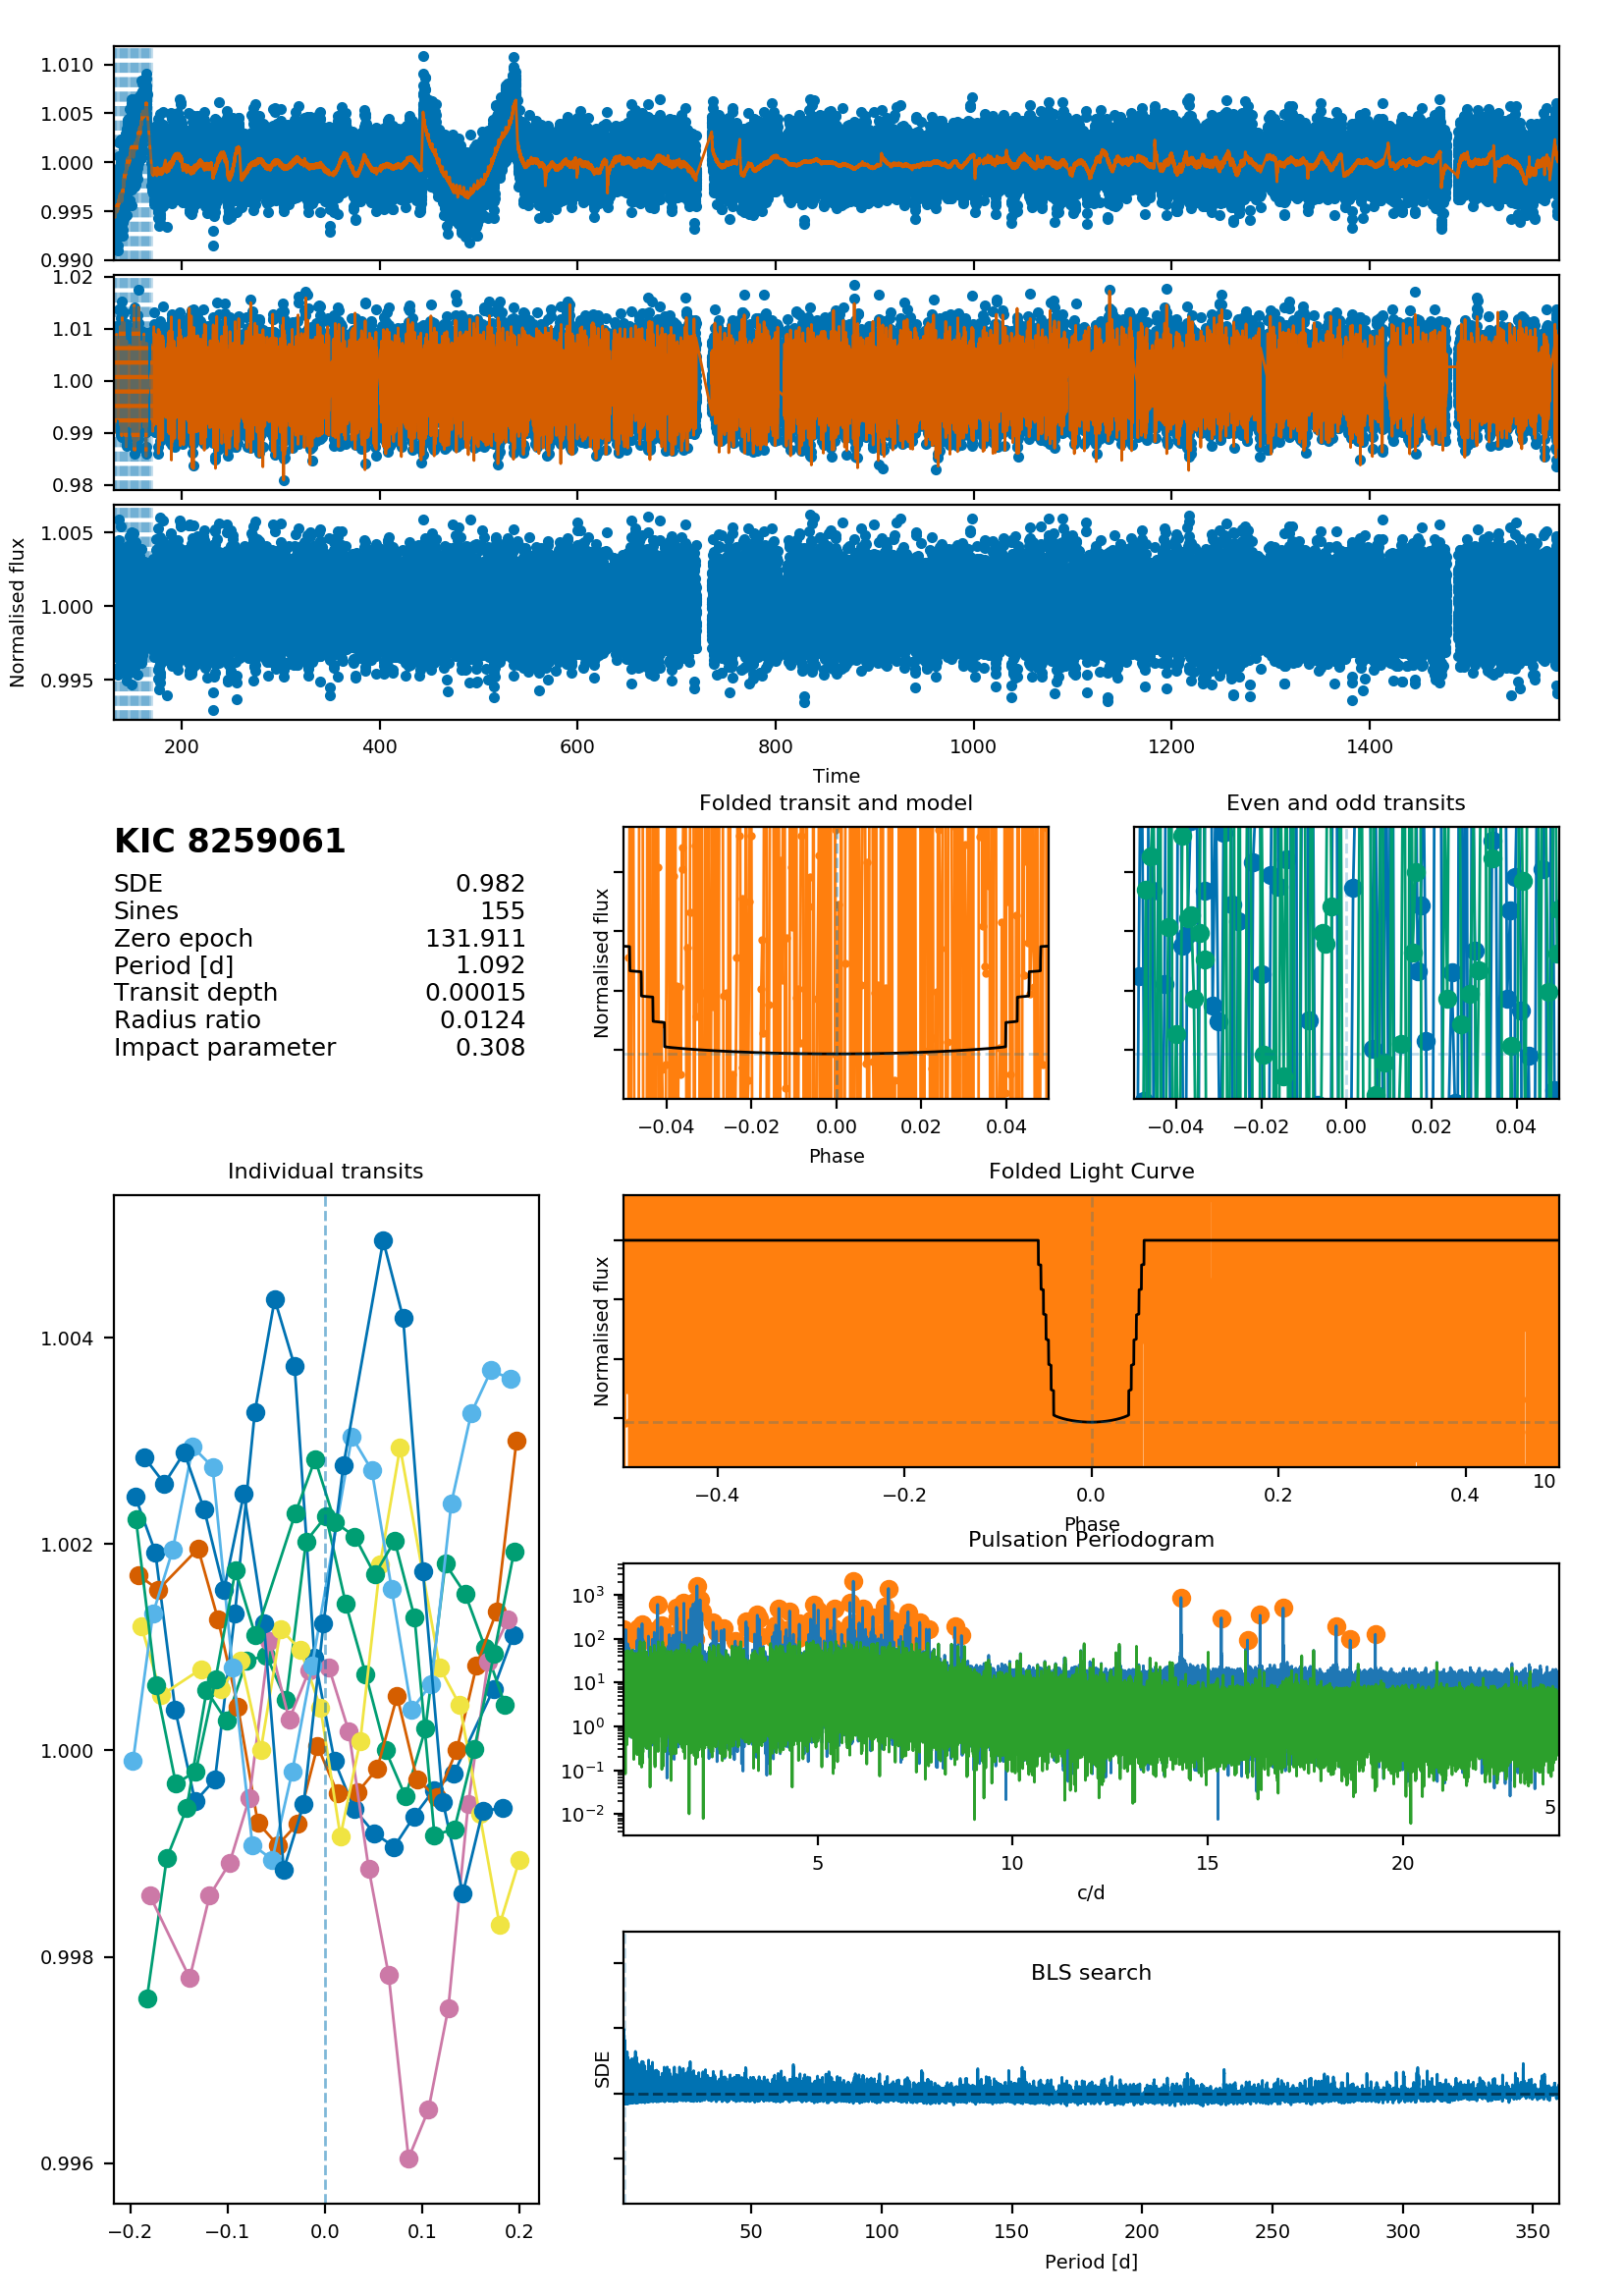 1.010
1.005
1.000
0.995
0.990
1.02
1.01
1.00
0.99
0.98
1.005
1.000
0.995
Normalised flux
200 400 600 800 1000 1200 1400
Time
KIC 8259061
SDE 0.982
Sines 155
Zero epoch 131.911
Period [d] 1.092
Transit depth 0.00015
Radius ratio 0.0124
Impact parameter 0.308
Folded transit and model
Normalised flux
−0.04 −0.02 0.00 0.02 0.04
Phase
Even and odd transits
−0.04 −0.02 0.00 0.02 0.04
Individual transits
1.004
1.002
1.000
0.998
0.996
−0.2 −0.1 0.0 0.1 0.2
Folded Light Curve
Normalised flux
−0.4 −0.2 0.0 0.2 0.4 10
Phase
Pulsation Periodogram
10³
10²
10¹
10⁰
10⁻¹
10⁻²
5
5 10 15 20
c/d
BLS search
SDE
50 100 150 200 250 300 350
Period [d]